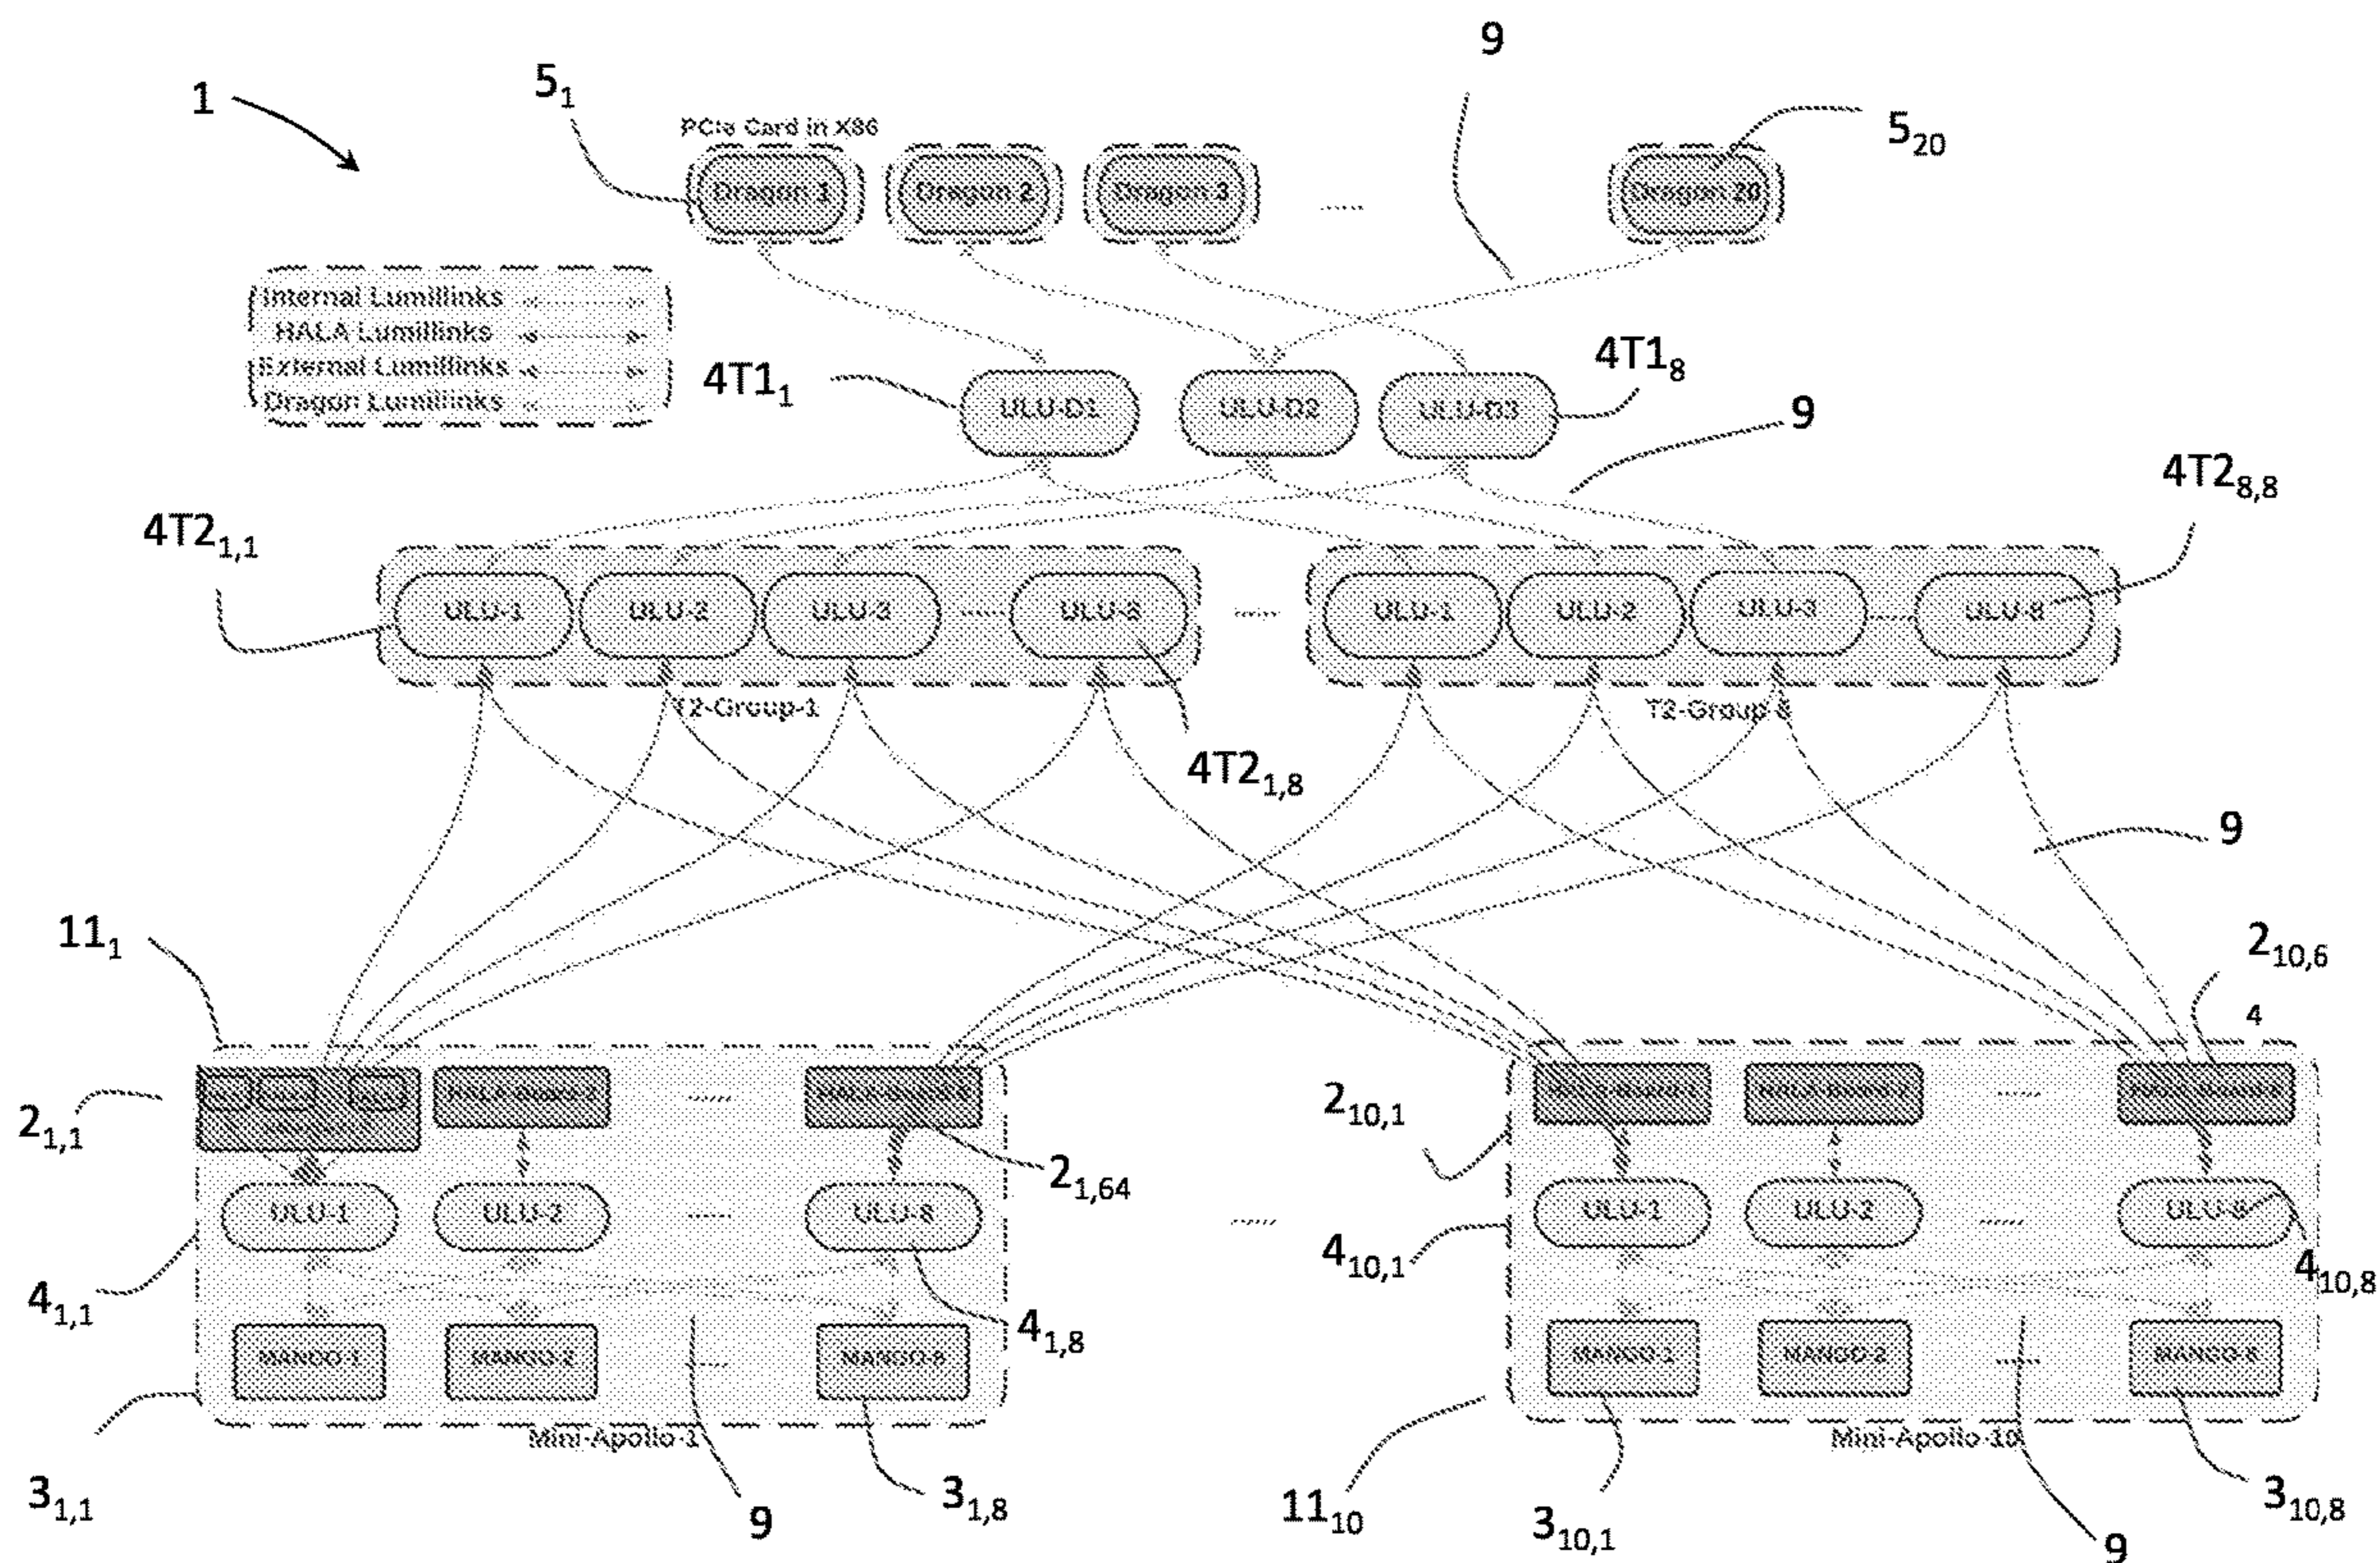 9
1
5₁
PCIe Card in X86
5₂₀
Dragon 1
Dragon 2
Dragon 3
Dragon 20
Internal Lumilinks
HALA Lumillinks
External Lumillinks
Dragon Lumillinks
4T1₁
4T1₈
ULU-D1
ULU-D2
ULU-D3
9
4T2₁,₁
4T2₈,₈
ULU-1
ULU-2
ULU-3
ULU-8
ULU-1
ULU-2
ULU-3
ULU-8
T2-Group-1
T2-Group-8
4T2₁,₈
9
11₁
2₁₀,₆
4
2₁,₁
HALA-Board-2
2₁₀,₁
2₁,₆₄
ULU-1
ULU-2
ULU-8
ULU-1
ULU-2
ULU-8
4₁,₁
4₁,₈
4₁₀,₁
4₁₀,₈
MANGO-1
MANGO-2
MANGO-8
MANGO-1
MANGO-2
MANGO-8
Mini-Apollo-1
Mini-Apollo-10
3₁,₁
9
3₁,₈
11₁₀
3₁₀,₁
9
3₁₀,₈